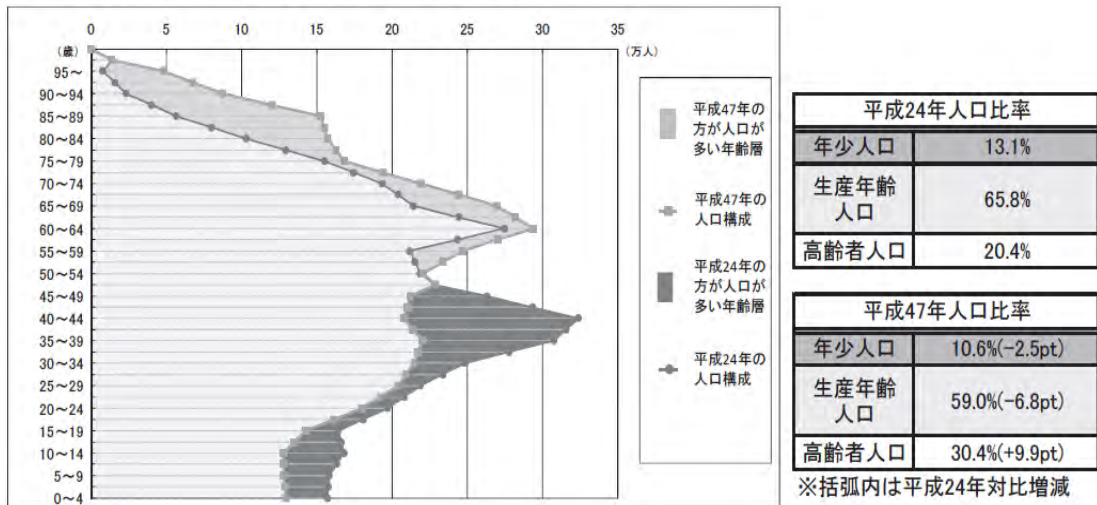 0 5 10 15 20 25 30 35
(歳) (万人)
95~
90~94
85~89
80~84
75~79
70~74
65~69
60~64
55~59
50~54
45~49
40~44
35~39
30~34
25~29
20~24
15~19
10~14
5~9
0~4
平成47年の
方が人口が
多い年齢層
平成47年の
人口構成
平成24年の
方が人口が
多い年齢層
平成24年の
人口構成
平成24年人口比率
年少人口 13.1%
生産年齢
人口 65.8%
高齢者人口 20.4%
平成47年人口比率
年少人口 10.6%(-2.5pt)
生産年齢
人口 59.0%(-6.8pt)
高齢者人口 30.4%(+9.9pt)
※括弧内は平成24年対比増減